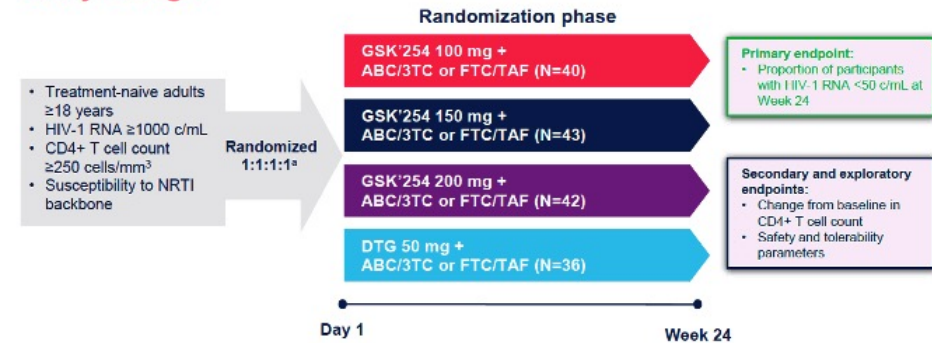 Randomization phase
• Treatment-naive adults
≥18 years
• HIV-1 RNA ≥1000 c/mL
• CD4+ T cell count
≥250 cells/mm³
• Susceptibility to NRTI
backbone
Randomized
1:1:1:1ᵃ
GSK'254 100 mg +
ABC/3TC or FTC/TAF (N=40)
GSK'254 150 mg +
ABC/3TC or FTC/TAF (N=43)
GSK'254 200 mg +
ABC/3TC or FTC/TAF (N=42)
DTG 50 mg +
ABC/3TC or FTC/TAF (N=36)
Day 1
Week 24
Primary endpoint:
• Proportion of participants
with HIV-1 RNA <50 c/mL at
Week 24
Secondary and exploratory
endpoints:
• Change from baseline in
CD4+ T cell count
• Safety and tolerability
parameters